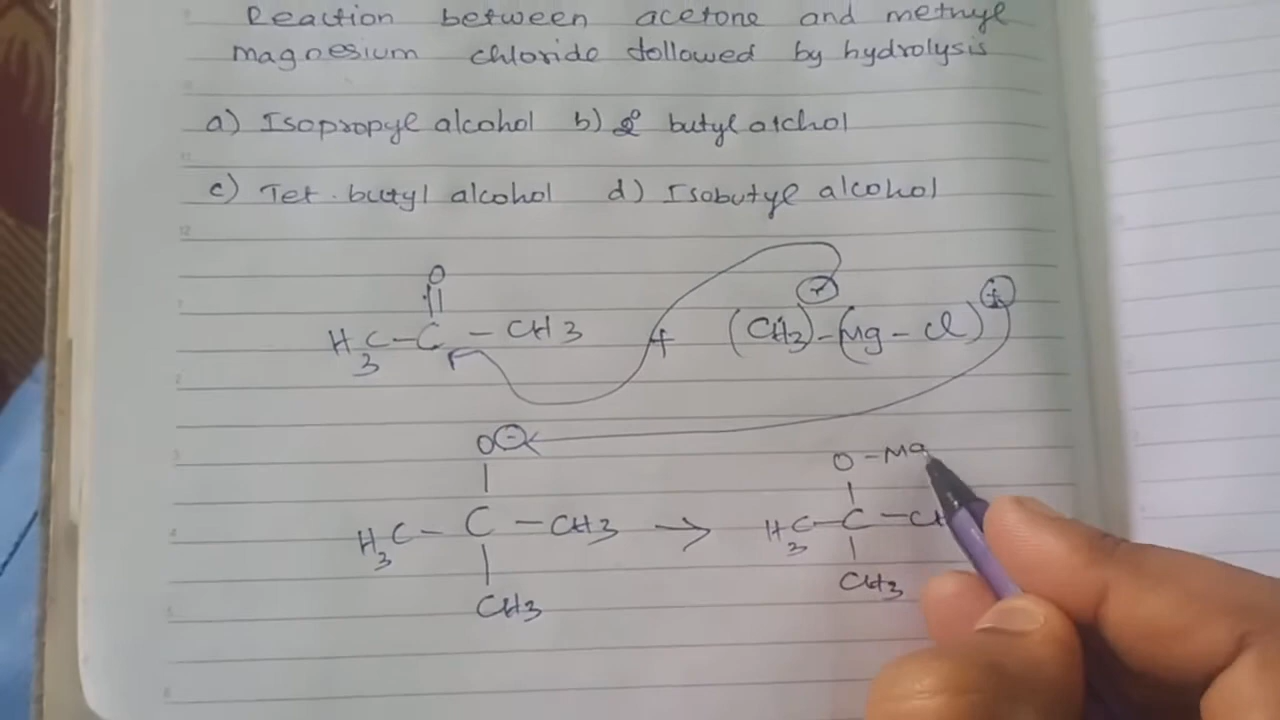 Reaction between acetone and methyl
magnesium chloride followed by hydrolysis
a) Isopropyl alcohol b) 2° butyl alchol
c) Tet. butyl alcohol d) Isobutyl alcohol
O
H3C-C-CH3 + (CH3)-(Mg-Cl)+
O-
O-Mg
H3C-C-CH3 → H3C-C-CH
CH3
CH3